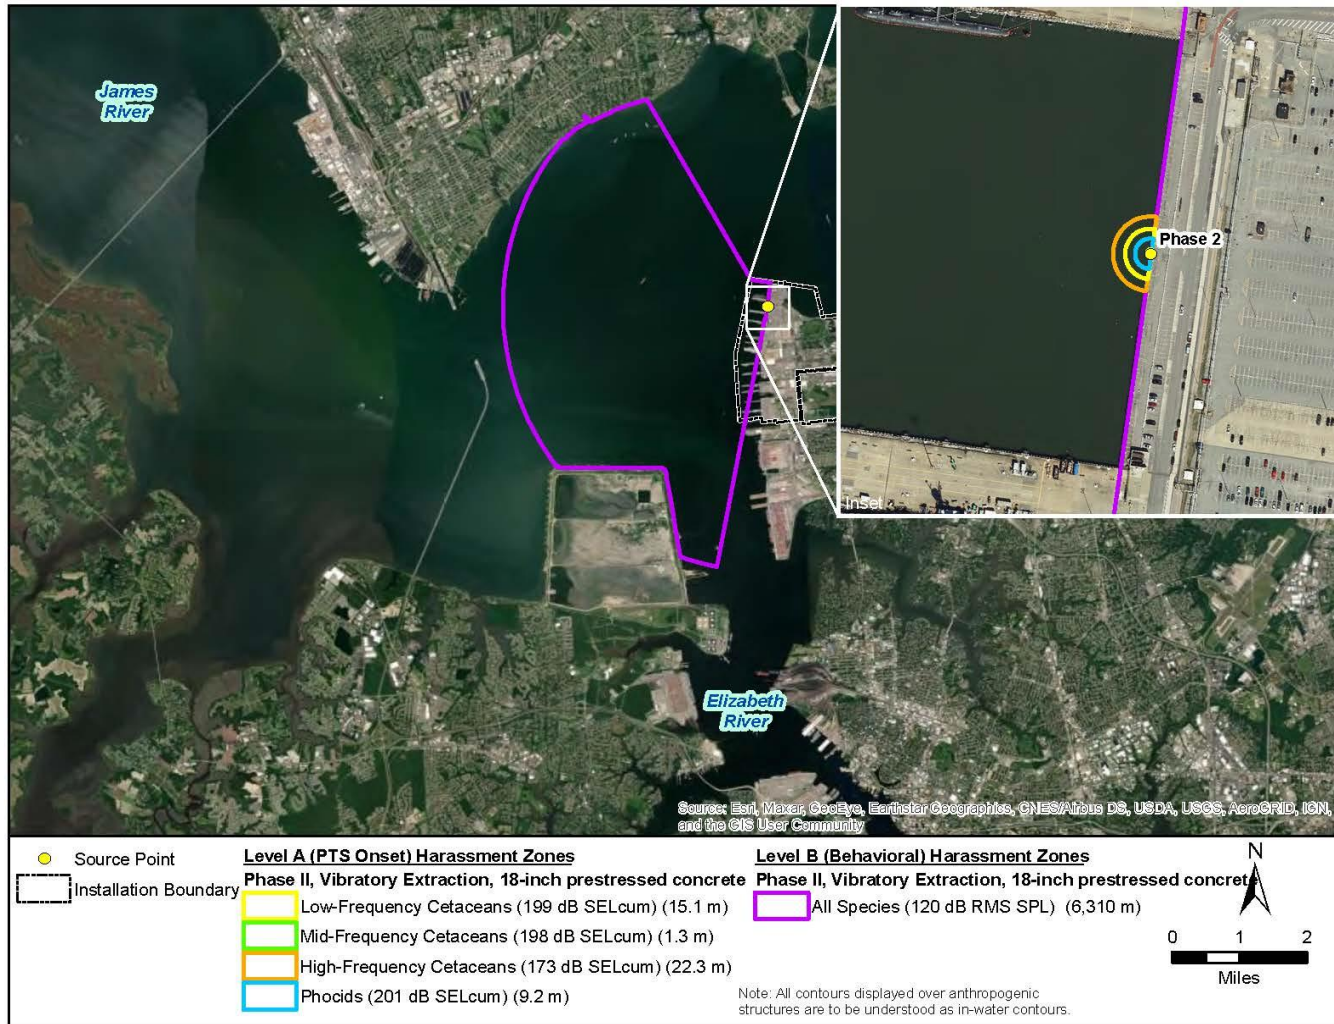 James
River
Phase 2
Inset
Elizabeth
River
Source: Esri, Maxar, GeoEye, Earthstar Geographics, CNES/Airbus DS, USDA, USGS, AeroGRID, IGN,
and the GIS User Community
Source Point
Installation Boundary
Level A (PTS Onset) Harassment Zones
Phase II, Vibratory Extraction, 18-inch prestressed concrete
Low-Frequency Cetaceans (199 dB SELcum) (15.1 m)
Mid-Frequency Cetaceans (198 dB SELcum) (1.3 m)
High-Frequency Cetaceans (173 dB SELcum) (22.3 m)
Phocids (201 dB SELcum) (9.2 m)
Level B (Behavioral) Harassment Zones
Phase II, Vibratory Extraction, 18-inch prestressed concrete
All Species (120 dB RMS SPL) (6,310 m)
Note: All contours displayed over anthropogenic
structures are to be understood as in-water contours.
N
0 1 2
Miles